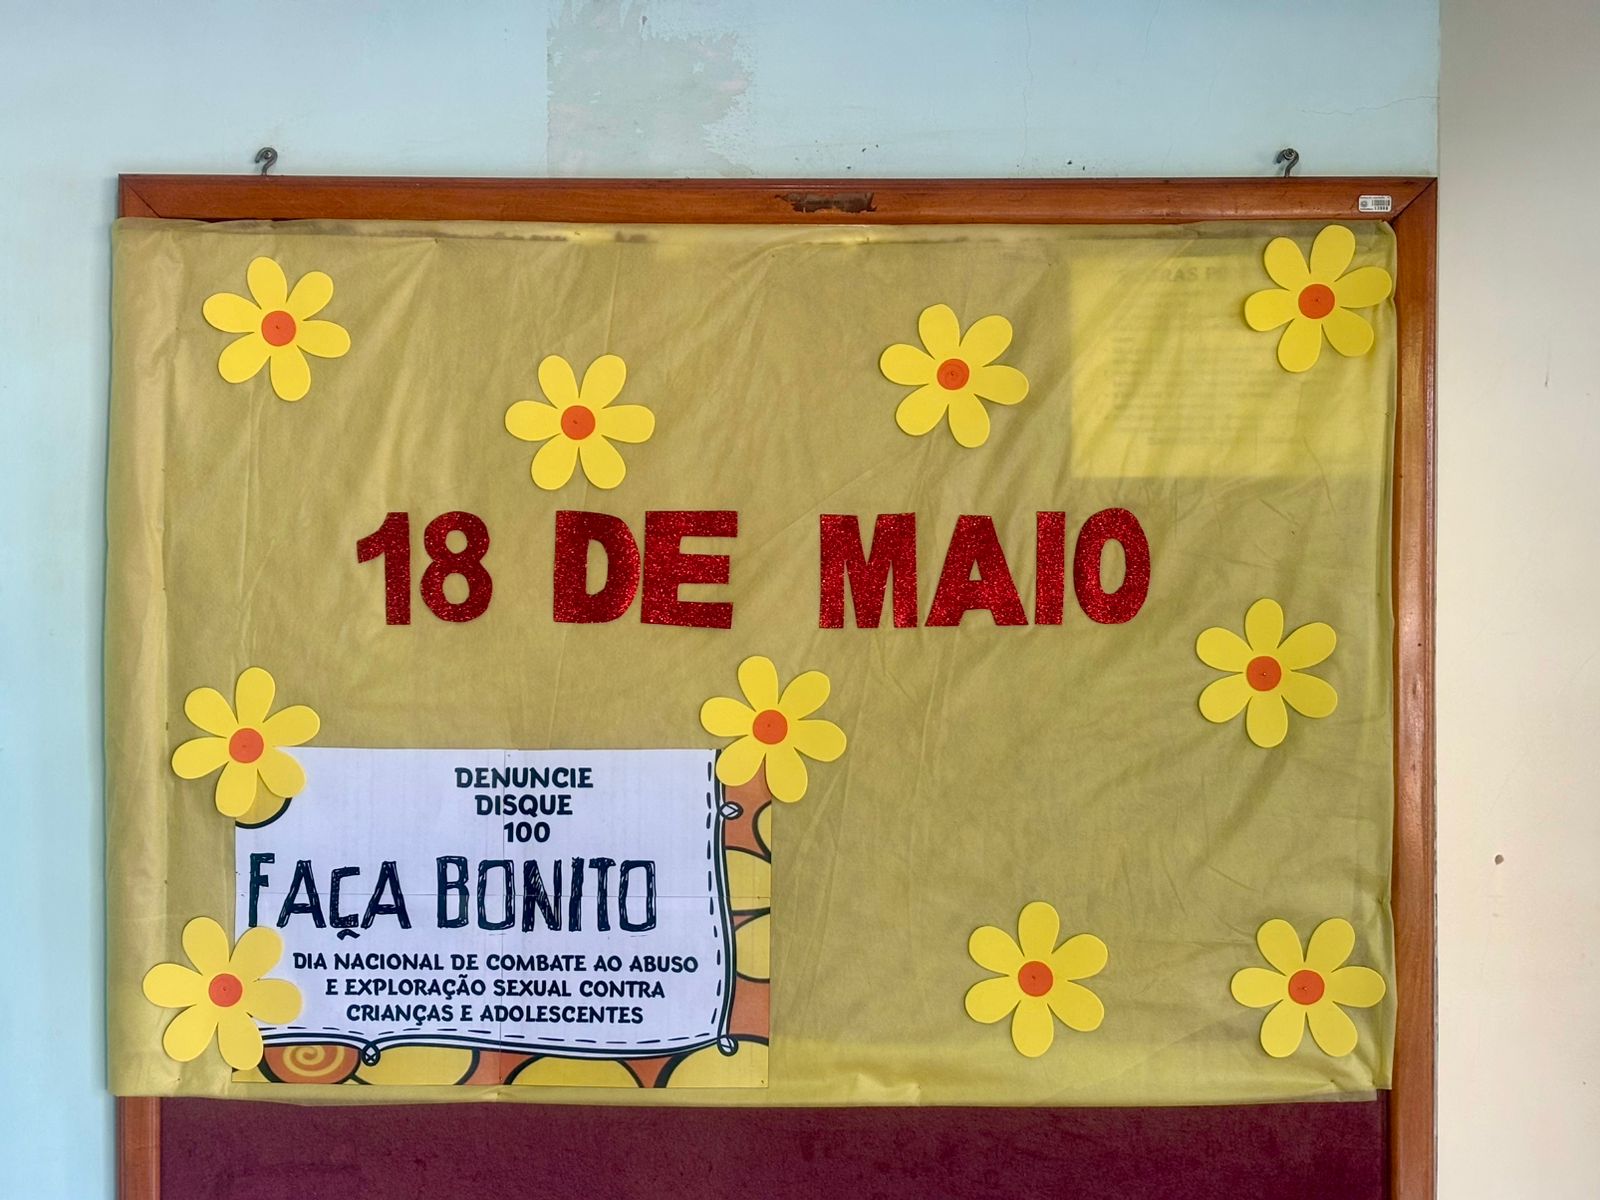 18 DE MAIO
DENUNCIE
DISQUE
100
FAÇA BONITO
DIA NACIONAL DE COMBATE AO ABUSO
E EXPLORAÇÃO SEXUAL CONTRA
CRIANÇAS E ADOLESCENTES